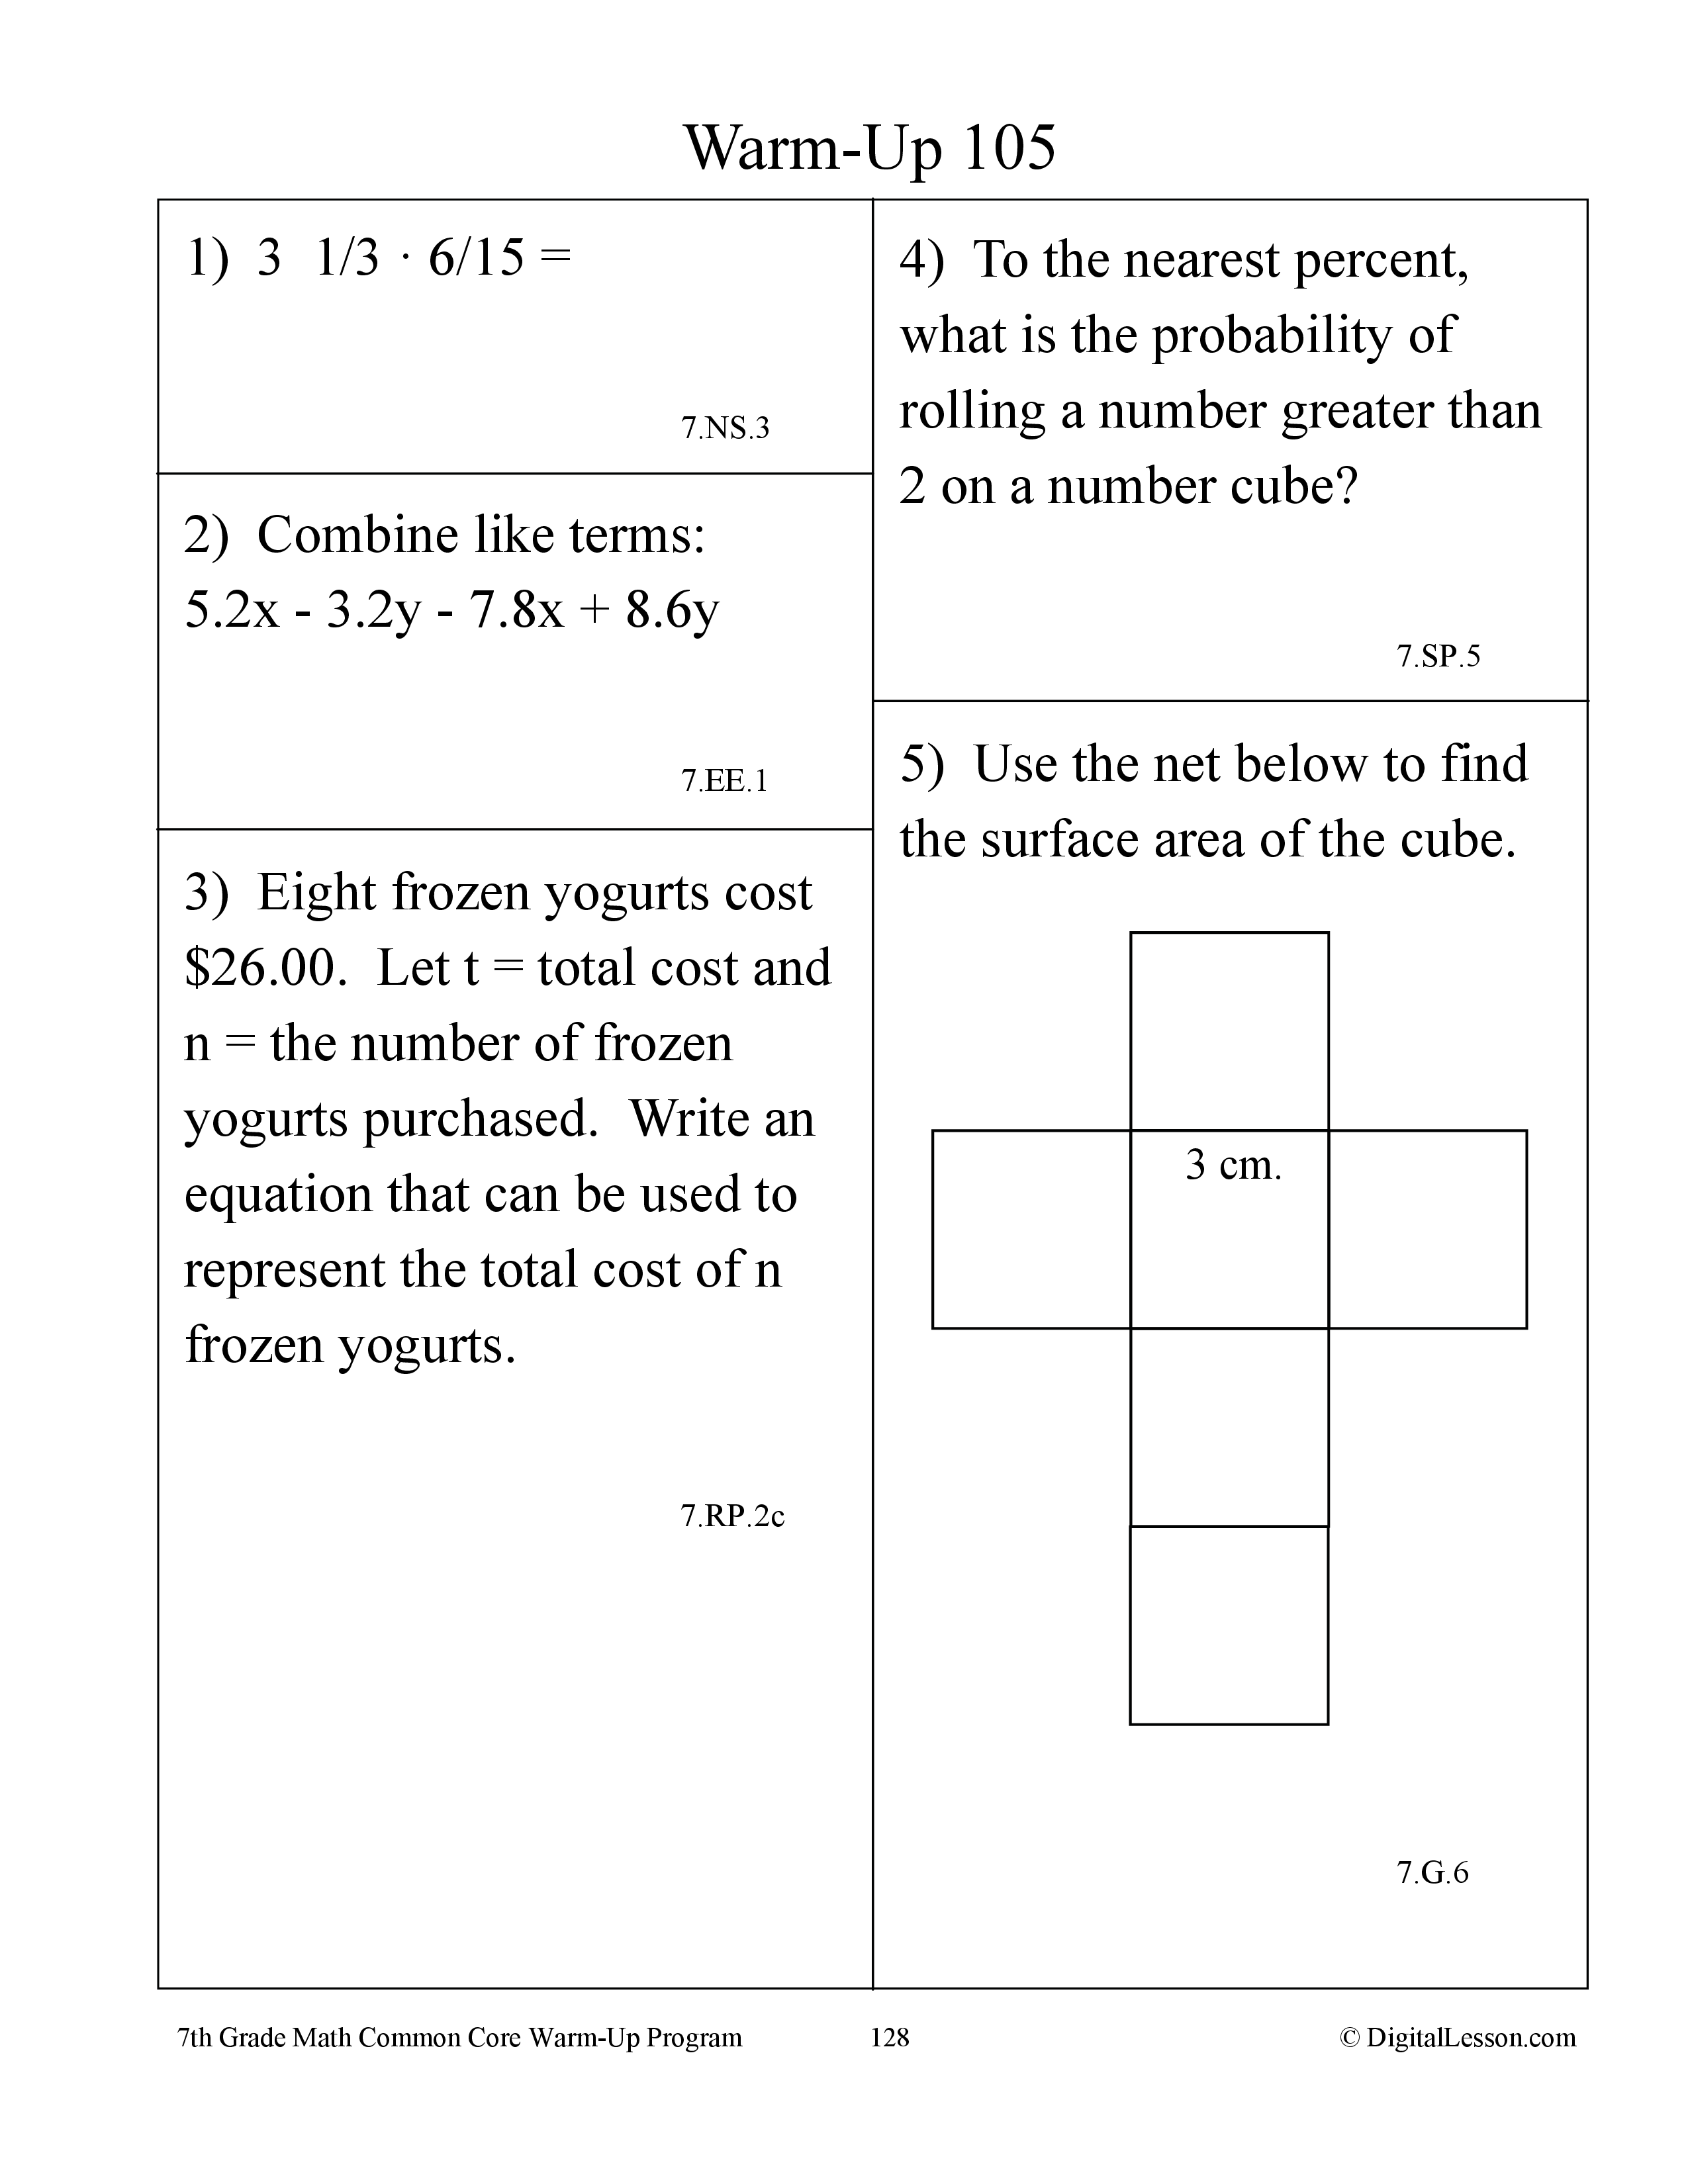 Warm-Up 105
1)  3  1/3 · 6/15 =
7.NS.3
2)  Combine like terms:
5.2x - 3.2y - 7.8x + 8.6y
7.EE.1
3)  Eight frozen yogurts cost
$26.00.  Let t = total cost and
n = the number of frozen
yogurts purchased.  Write an
equation that can be used to
represent the total cost of n
frozen yogurts.
7.RP.2c
4)  To the nearest percent,
what is the probability of
rolling a number greater than
2 on a number cube?
7.SP.5
5)  Use the net below to find
the surface area of the cube.
3 cm.
7.G.6
7th Grade Math Common Core Warm-Up Program
128
© DigitalLesson.com